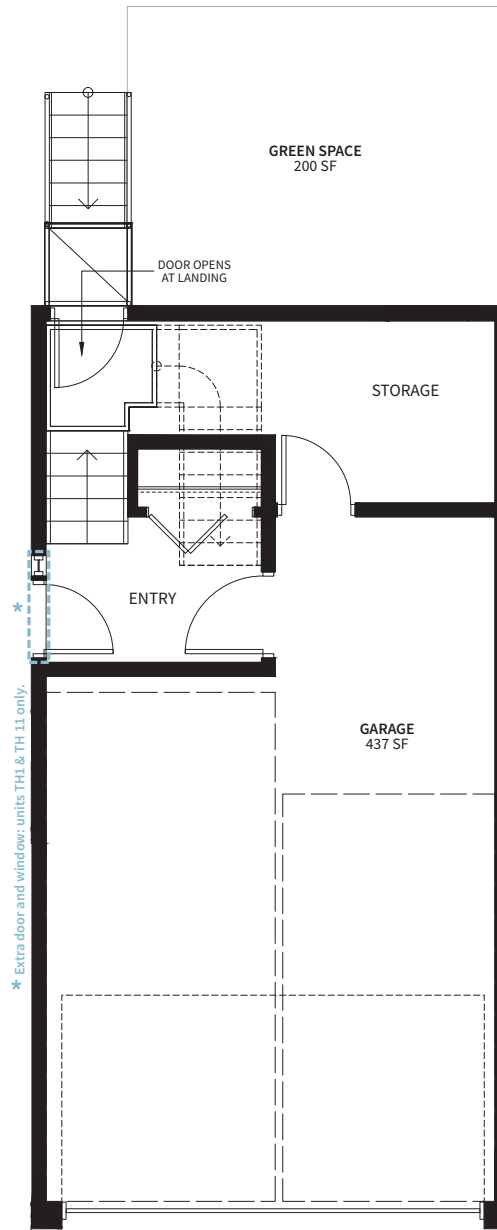 GREEN SPACE
200 SF
DOOR OPENS
AT LANDING
STORAGE
ENTRY
*
GARAGE
437 SF
* Extra door and window: units TH1 & TH 11 only.